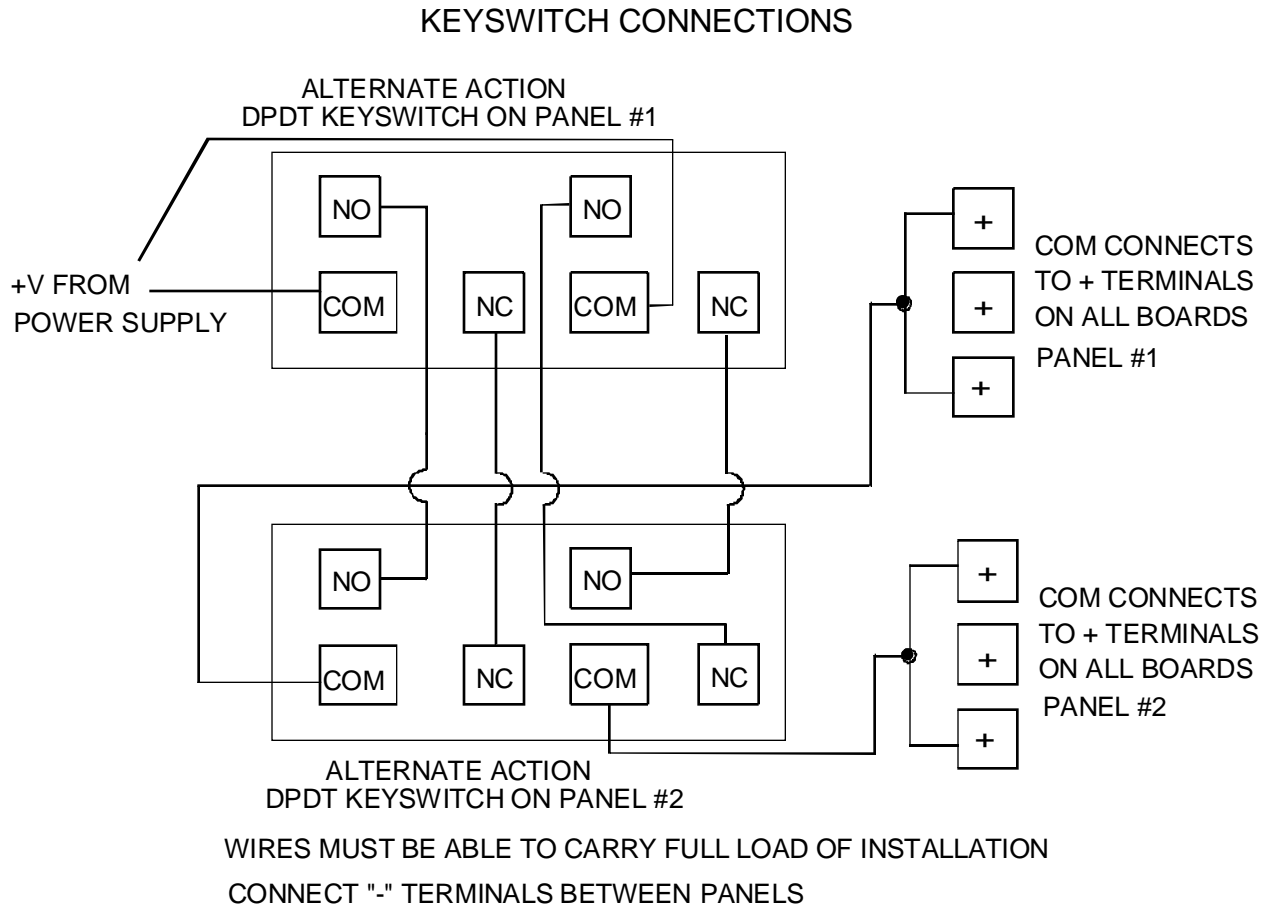 KEYSWITCH CONNECTIONS
ALTERNATE ACTION
DPDT KEYSWITCH ON PANEL #1
NO
NO
+V FROM
POWER SUPPLY
COM
NC
COM
NC
+
+
+
COM CONNECTS
TO + TERMINALS
ON ALL BOARDS
PANEL #1
NO
NO
COM
NC
COM
NC
+
+
+
COM CONNECTS
TO + TERMINALS
ON ALL BOARDS
PANEL #2
ALTERNATE ACTION
DPDT KEYSWITCH ON PANEL #2
WIRES MUST BE ABLE TO CARRY FULL LOAD OF INSTALLATION
CONNECT "-" TERMINALS BETWEEN PANELS